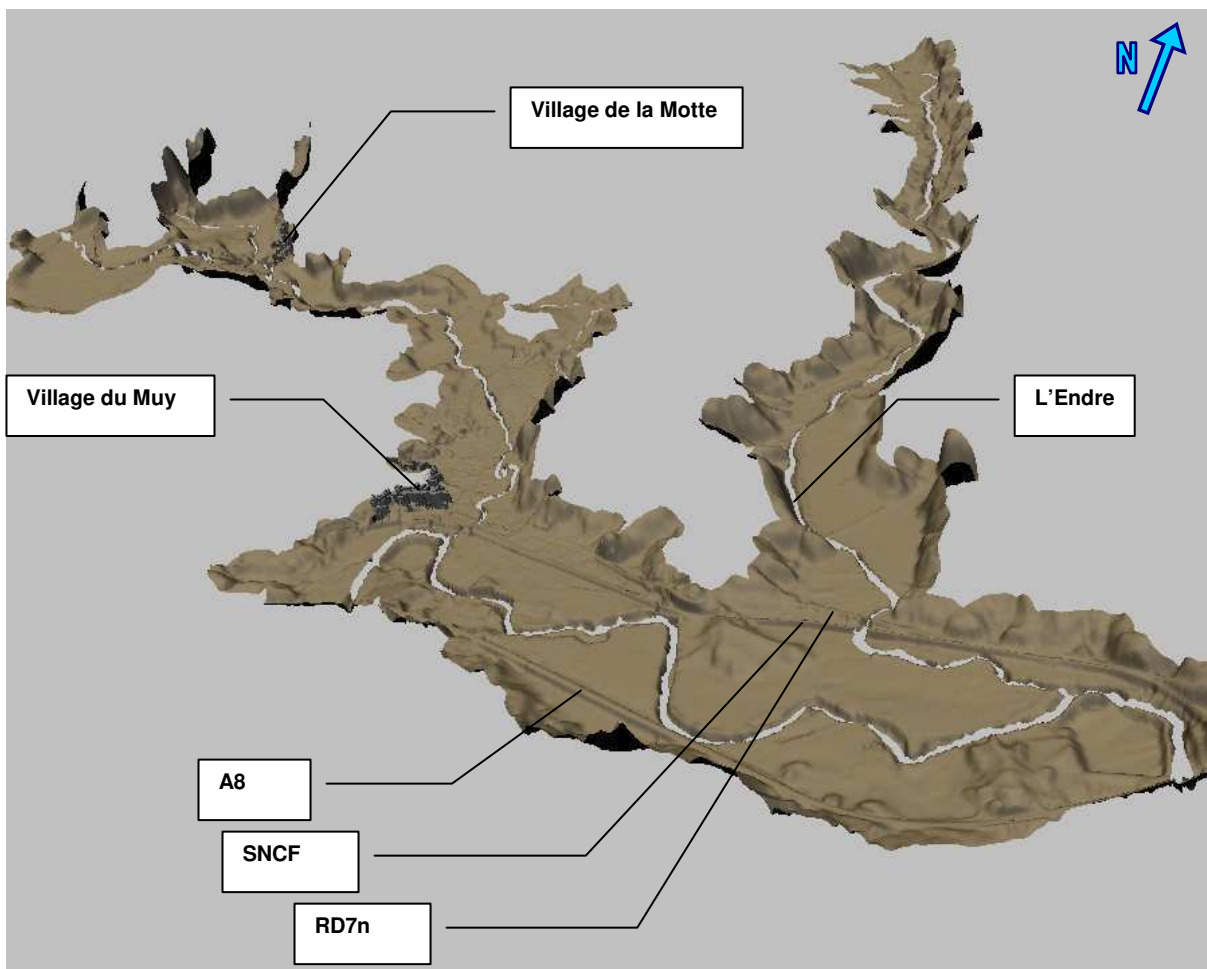 N
Village de la Motte
Village du Muy
L'Endre
A8
SNCF
RD7n